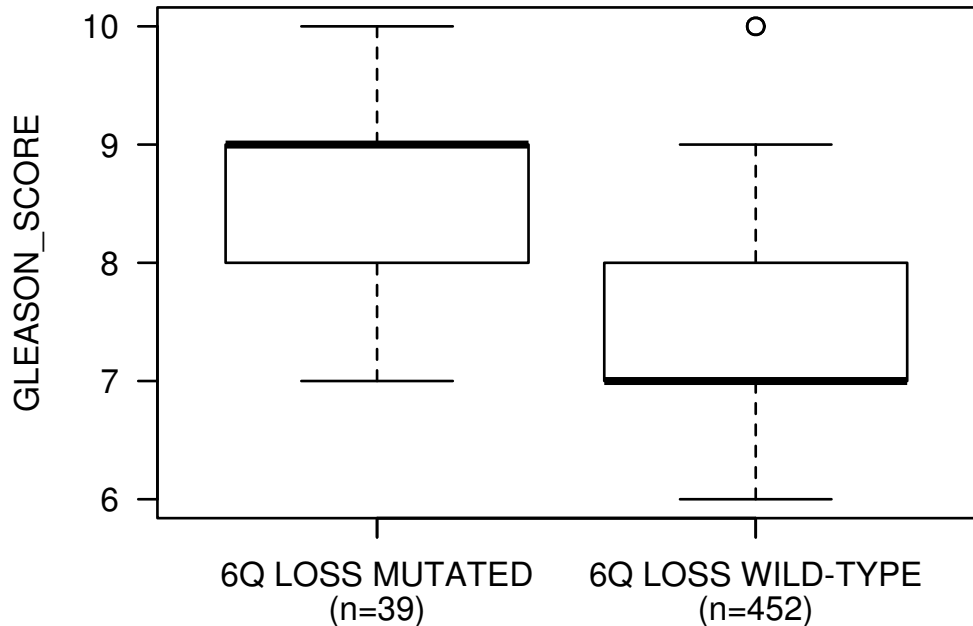 GLEASON_SCORE
10
9
8
7
6
6Q LOSS MUTATED
(n=39)
6Q LOSS WILD-TYPE
(n=452)